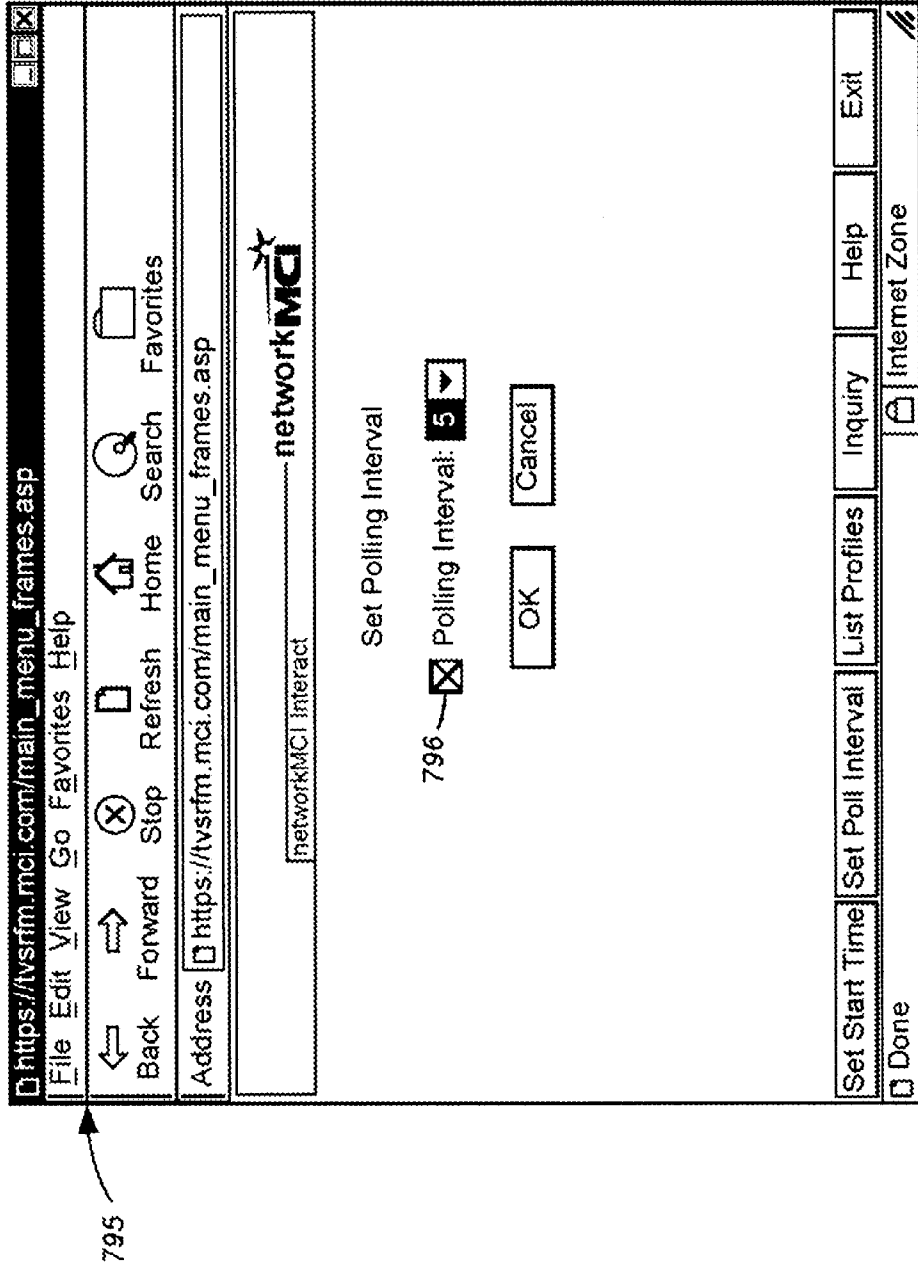 https://tvsrfm.mci.com/main_menu_frames.asp
File Edit View Go Favorites Help
Back Forward Stop Refresh Home Search Favorites
Address https://tvsrfm.mci.com/main_menu_frames.asp
networkMCI
networkMCI Interact
Set Polling Interval
Polling Interval: 5
OK Cancel
Set Start Time Set Poll Interval List Profiles Inquiry Help Exit
Done Internet Zone
795
796